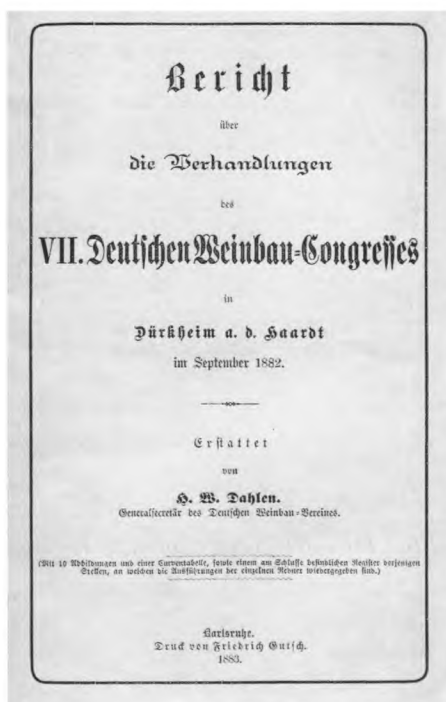 Bericht
über
die Verhandlungen
des
VII. Deutschen Weinbau=Congresses
in
Dürkheim a. d. Haardt
im September 1882.
Erstattet
von
H. W. Dahlen.
Generalsecretär des Deutschen Weinbau=Vereines.
(Mit 10 Abbildungen und einer Curventabelle, sowie einem am Schlusse befindlichen Register derjenigen
Stellen, an welchen die Ausführungen der einzelnen Redner wiedergegeben sind.)
Karlsruhe.
Druck von Friedrich Gutsch.
1883.